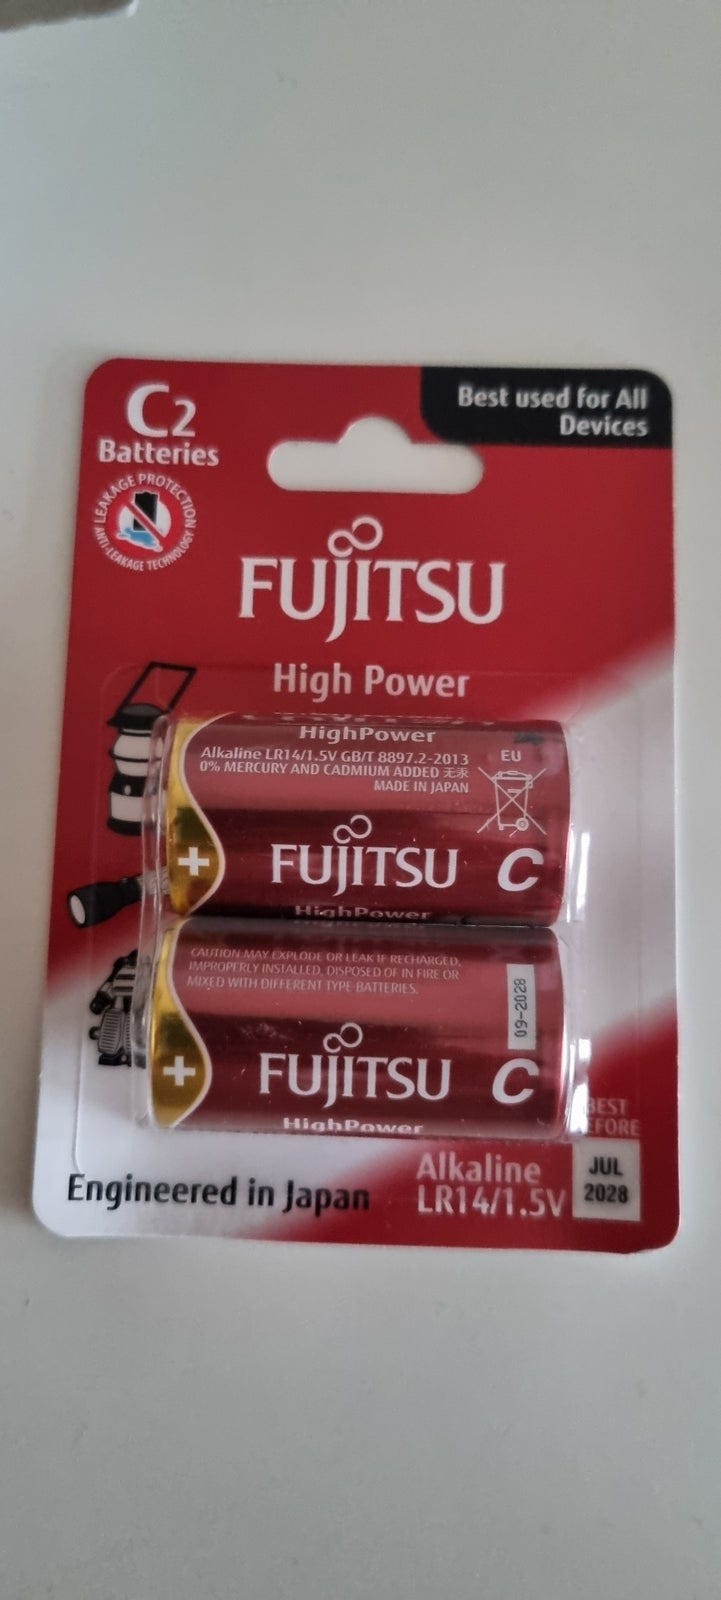 C2
Batteries
Best used for All
Devices
LEAKAGE PROTECTION
ANTI-LEAKAGE TECHNOLOGY
FUJITSU
High Power
HighPower
Alkaline LR14/1.5V GB/T 8897.2-2013
0% MERCURY AND CADMIUM ADDED 无汞
MADE IN JAPAN
EU
+
FUJITSU
C
HighPower
CAUTION MAY EXPLODE OR LEAK IF RECHARGED,
IMPROPERLY INSTALLED, DISPOSED OF IN FIRE OR
MIXED WITH DIFFERENT TYPE BATTERIES.
09-2028
+
FUJITSU
C
HighPower
Engineered in Japan
Alkaline
LR14/1.5V
BEST
BEFORE
JUL
2028